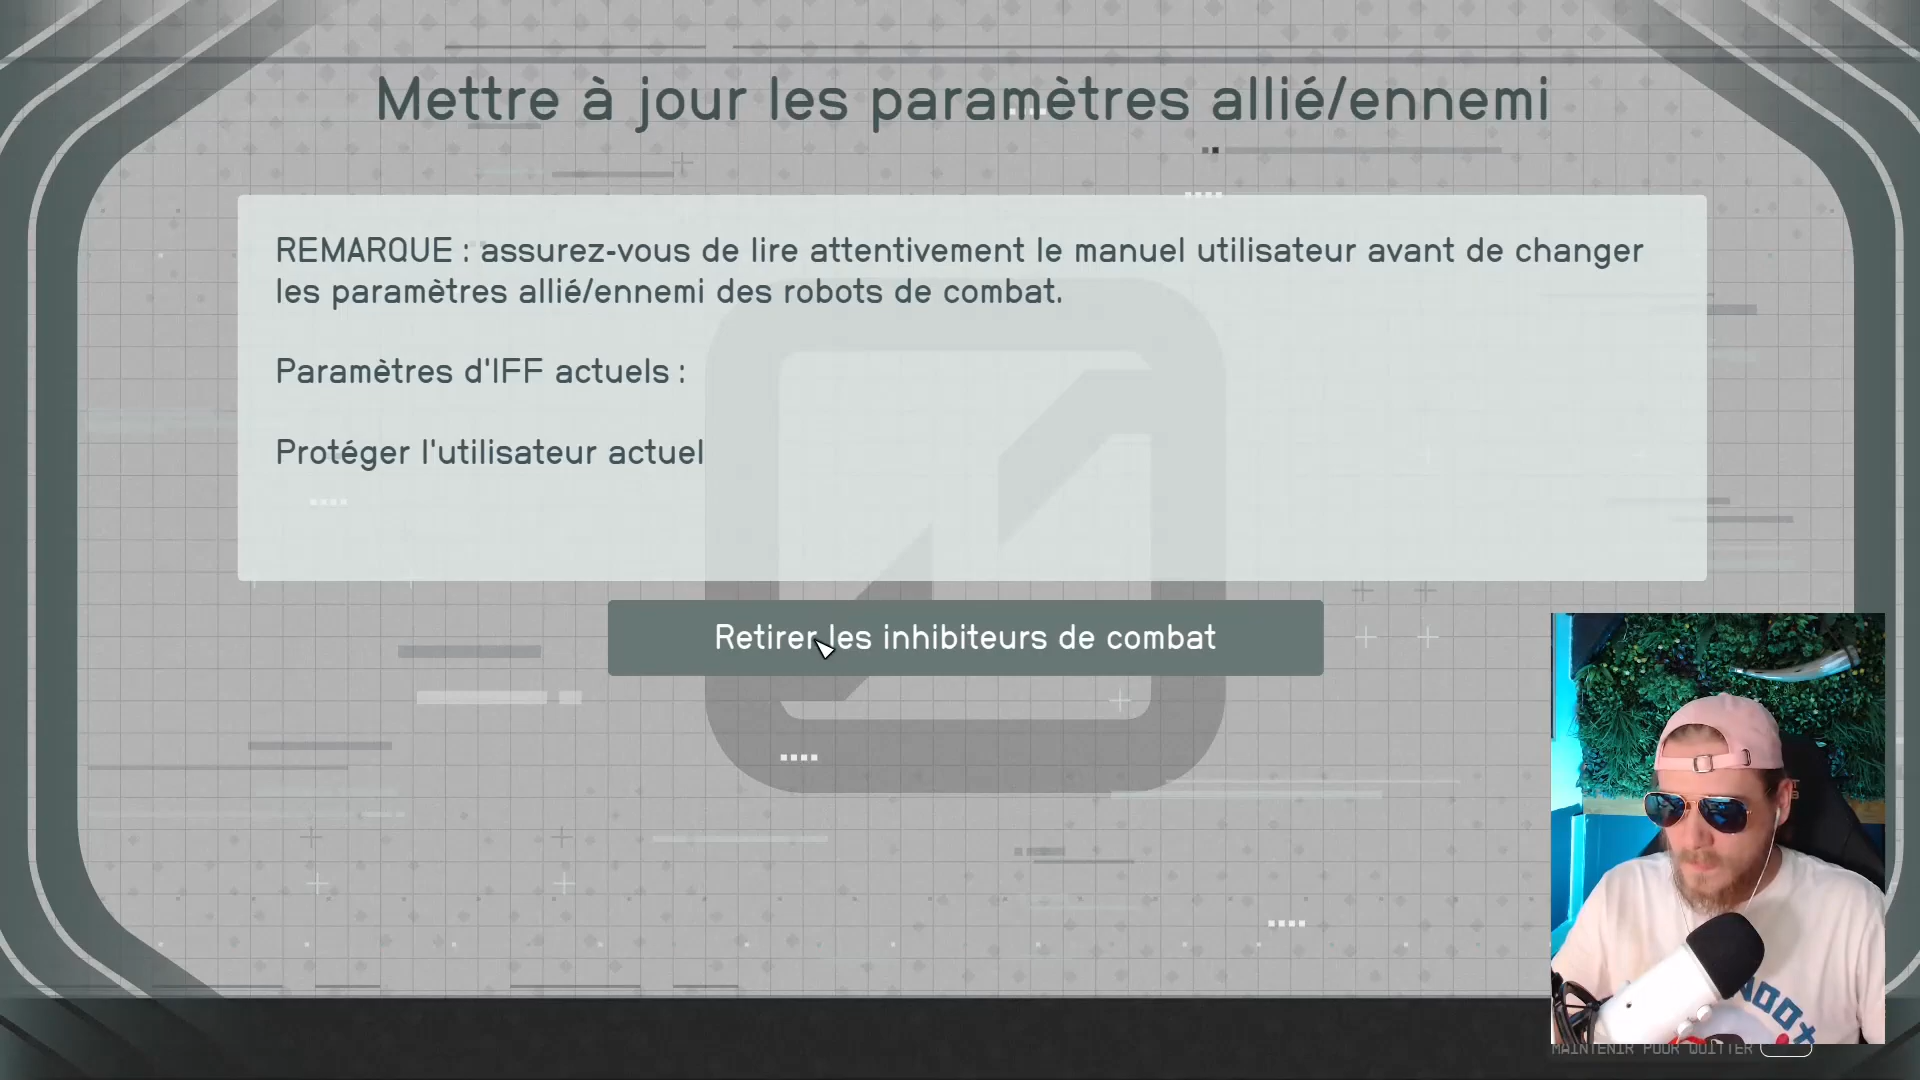 Mettre à jour les paramètres allié/ennemi
REMARQUE : assurez-vous de lire attentivement le manuel utilisateur avant de changer
les paramètres allié/ennemi des robots de combat.
Paramètres d'IFF actuels :
Protéger l'utilisateur actuel
Retirer les inhibiteurs de combat
MAINTENIR POUR QUITTER